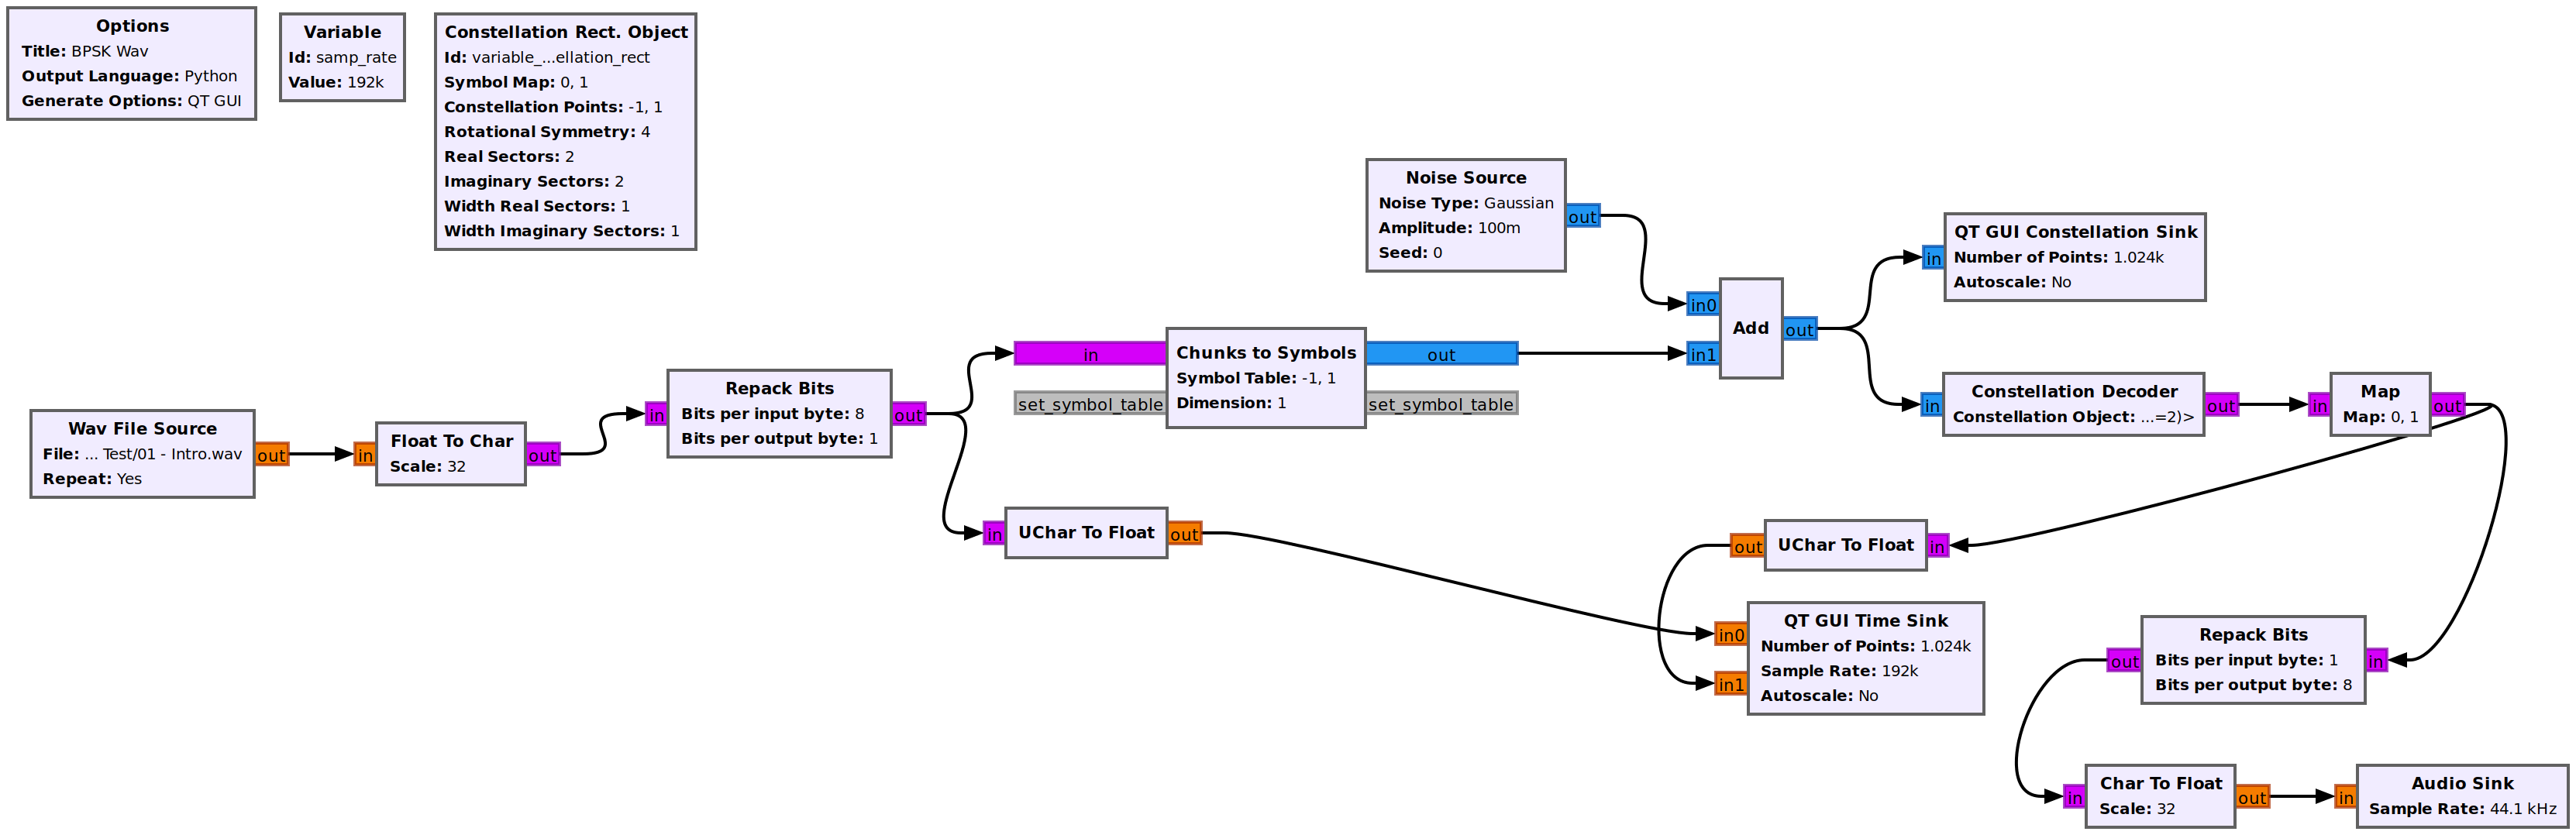 Options
Title: BPSK Wav
Output Language: Python
Generate Options: QT GUI
Variable
Id: samp_rate
Value: 192k
Constellation Rect. Object
Id: variable_...ellation_rect
Symbol Map: 0, 1
Constellation Points: -1, 1
Rotational Symmetry: 4
Real Sectors: 2
Imaginary Sectors: 2
Width Real Sectors: 1
Width Imaginary Sectors: 1
Noise Source
Noise Type: Gaussian
Amplitude: 100m
Seed: 0
out
QT GUI Constellation Sink
Number of Points: 1.024k
Autoscale: No
in
Add
in0
in1
out
Chunks to Symbols
Symbol Table: -1, 1
Dimension: 1
in
set_symbol_table
out
set_symbol_table
Constellation Decoder
Constellation Object: ...=2)>
in
out
Map
Map: 0, 1
in
out
Wav File Source
File: ... Test/01 - Intro.wav
Repeat: Yes
out
Float To Char
Scale: 32
in
out
Repack Bits
Bits per input byte: 8
Bits per output byte: 1
in
out
UChar To Float
in
out
UChar To Float
out
in
QT GUI Time Sink
Number of Points: 1.024k
Sample Rate: 192k
Autoscale: No
in0
in1
Repack Bits
Bits per input byte: 1
Bits per output byte: 8
out
in
Char To Float
Scale: 32
in
out
Audio Sink
Sample Rate: 44.1 kHz
in